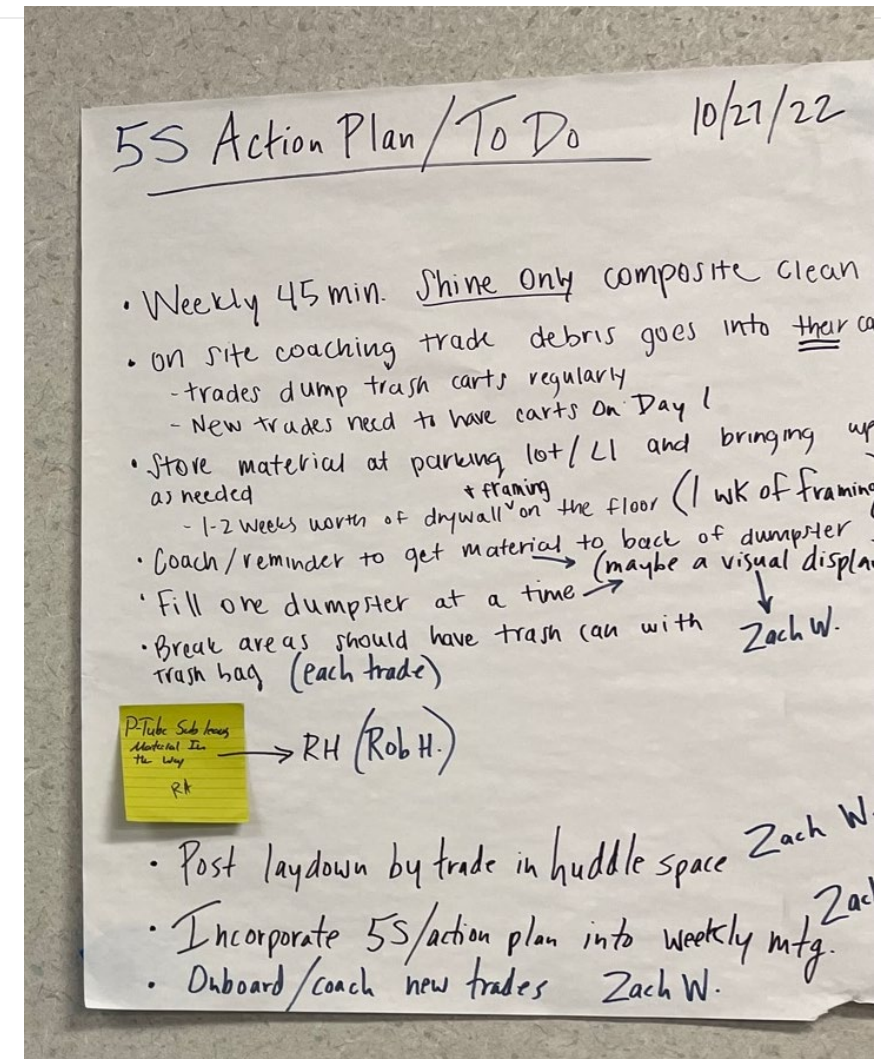 5S Action Plan / To Do 10/27/22
• Weekly 45 min. Shine Only composite clean
• on site coaching trade debris goes into their
- trades dump trash carts regularly
- New trades need to have carts on Day 1
• Store material at parking lot / L1 and bringing up
as needed
- 1-2 weeks worth of drywall + framing on the floor (1 wk of framing
• Coach / reminder to get material to back of dumpster
(maybe a visual
• Fill one dumpster at a time
• Break areas should have trash can with Zach W.
trash bag (each trade)
P-Tube Sub leaves
Material In
the way
RH
RH (Rob H.)
• Post laydown by trade in huddle space Zach W.
• Incorporate 5S/action plan into weekly mtg.
• Onboard / coach new trades Zach W.